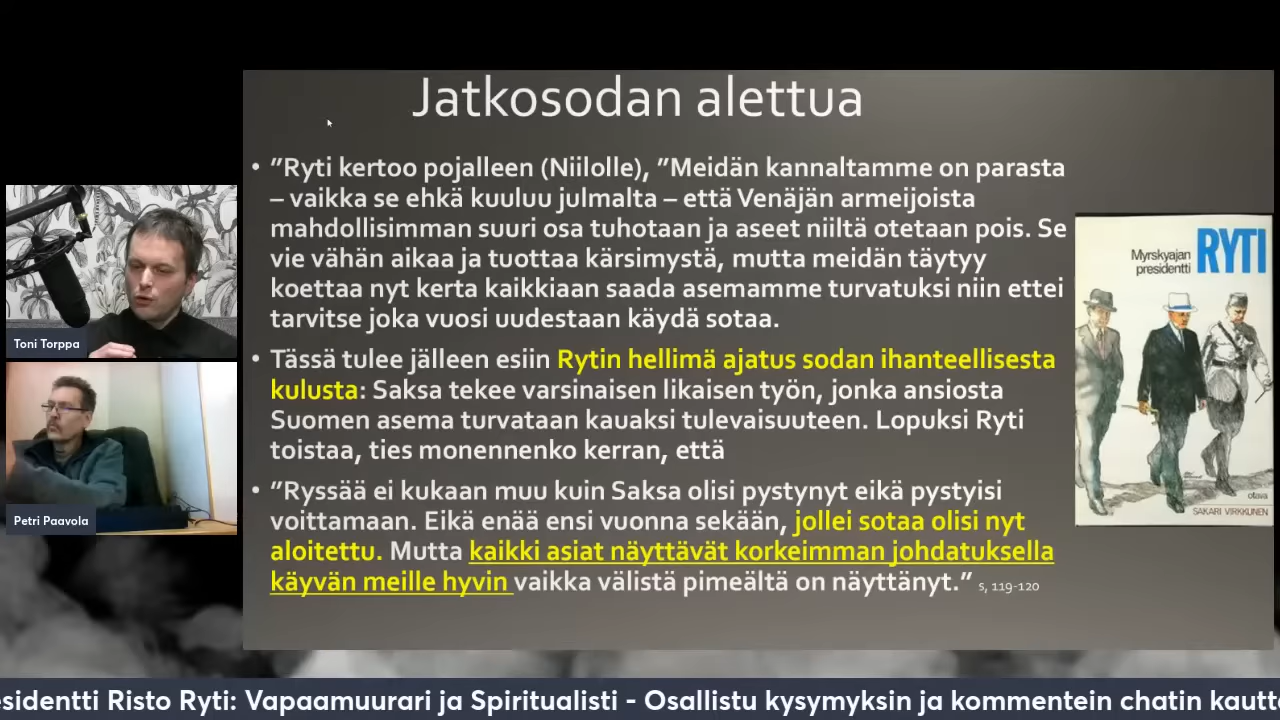 Jatkosodan alettua
• ”Ryti kertoo pojalleen (Niilolle), ”Meidän kannaltamme on parasta
– vaikka se ehkä kuuluu julmalta – että Venäjän armeijoista
mahdollisimman suuri osa tuhotaan ja aseet niiltä otetaan pois. Se
vie vähän aikaa ja tuottaa kärsimystä, mutta meidän täytyy
koettaa nyt kerta kaikkiaan saada asemamme turvatuksi niin ettei
tarvitse joka vuosi uudestaan käydä sotaa.
• Tässä tulee jälleen esiin Rytin hellimä ajatus sodan ihanteellisesta
kulusta: Saksa tekee varsinaisen likaisen työn, jonka ansiosta
Suomen asema turvataan kauaksi tulevaisuuteen. Lopuksi Ryti
toistaa, ties monennenko kerran, että
• ”Ryssää ei kukaan muu kuin Saksa olisi pystynyt eikä pystyisi
voittamaan. Eikä enää ensi vuonna sekään, jollei sotaa olisi nyt
aloitettu. Mutta kaikki asiat näyttävät korkeimman johdatuksella
käyvän meille hyvin vaikka välistä pimeältä on näyttänyt.” s, 119-120
Myrskyajan
presidentti
RYTI
otava
SAKARI VIRKKUNEN
Toni Torppa
Petri Paavola
esidentti Risto Ryti: Vapaamuurari ja Spiritualisti - Osallistu kysymyksin ja kommentein chatin kautt